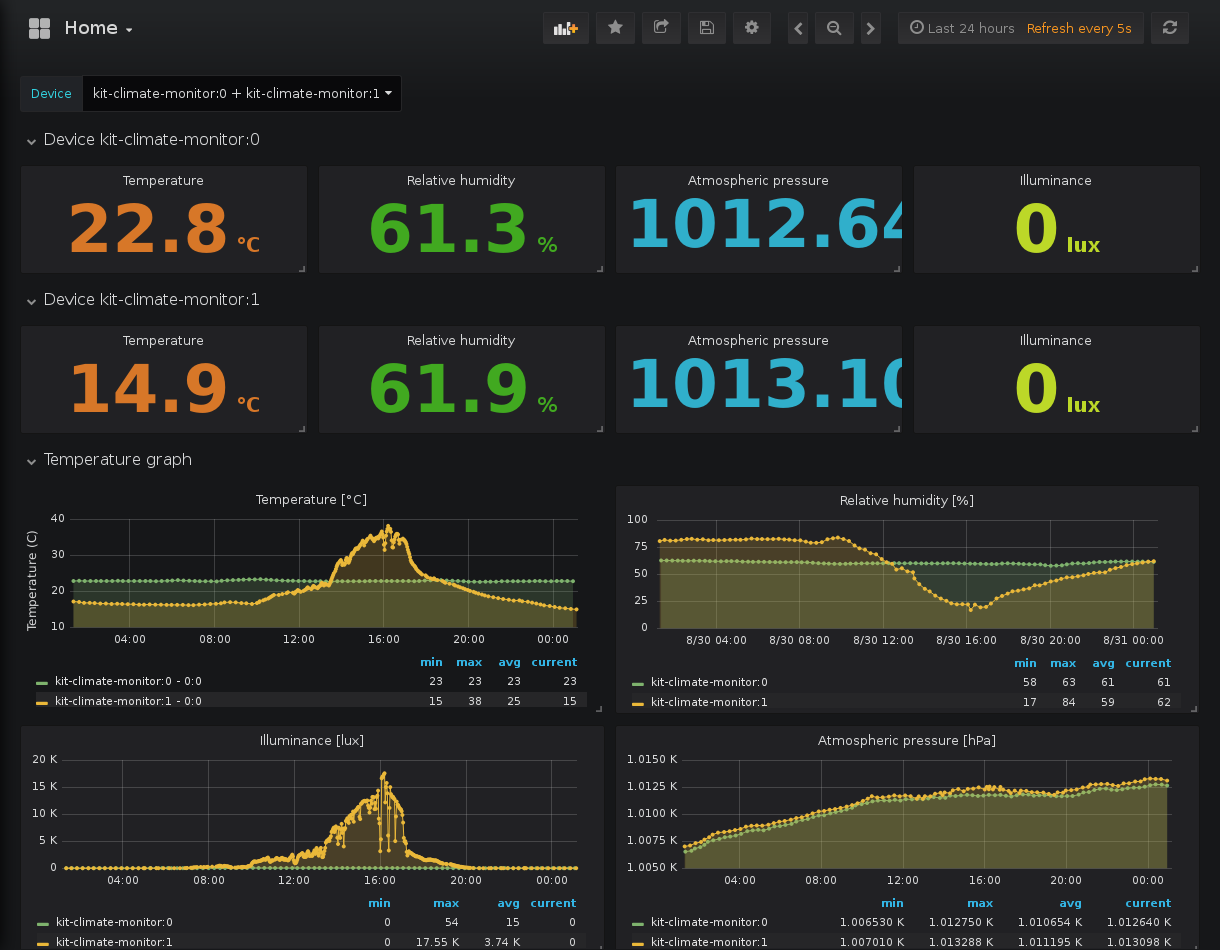 Home
Last 24 hours Refresh every 5s
Device kit-climate-monitor:0 + kit-climate-monitor:1
Device kit-climate-monitor:0
Temperature Relative humidity Atmospheric pressure Illuminance
22.8 °C 61.3 % 1012.64 0 lux
Device kit-climate-monitor:1
Temperature Relative humidity Atmospheric pressure Illuminance
14.9 °C 61.9 % 1013.10 0 lux
Temperature graph
Temperature [°C]
Temperature (C)
40
30
20
10
04:00 08:00 12:00 16:00 20:00 00:00
min max avg current
kit-climate-monitor:0 - 0:0 23 23 23 23
kit-climate-monitor:1 - 0:0 15 38 25 15
Relative humidity [%]
100
75
50
25
0
8/30 04:00 8/30 08:00 8/30 12:00 8/30 16:00 8/30 20:00 8/31 00:00
min max avg current
kit-climate-monitor:0 58 63 61 61
kit-climate-monitor:1 17 84 59 62
Illuminance [lux]
20 K
15 K
10 K
5 K
0
04:00 08:00 12:00 16:00 20:00 00:00
min max avg current
kit-climate-monitor:0 0 54 15 0
kit-climate-monitor:1 0 17.55 K 3.74 K 0
Atmospheric pressure [hPa]
1.0150 K
1.0125 K
1.0100 K
1.0075 K
1.0050 K
04:00 08:00 12:00 16:00 20:00 00:00
min max avg current
kit-climate-monitor:0 1.006530 K 1.012750 K 1.010654 K 1.012640 K
kit-climate-monitor:1 1.007010 K 1.013288 K 1.011195 K 1.013098 K